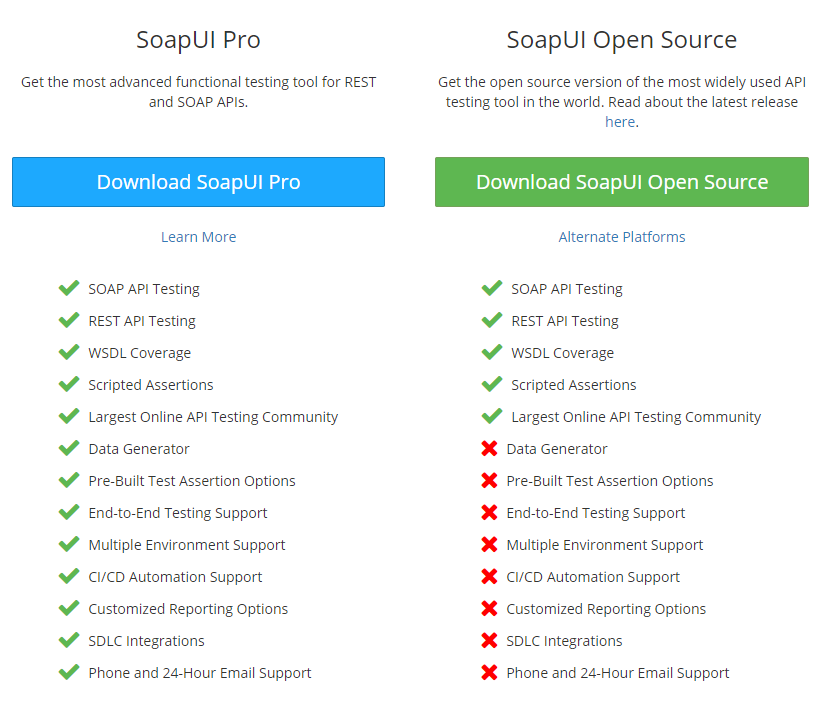 SoapUI Pro
Get the most advanced functional testing tool for REST
and SOAP APIs.
Download SoapUI Pro
Learn More
SOAP API Testing
REST API Testing
WSDL Coverage
Scripted Assertions
Largest Online API Testing Community
Data Generator
Pre-Built Test Assertion Options
End-to-End Testing Support
Multiple Environment Support
CI/CD Automation Support
Customized Reporting Options
SDLC Integrations
Phone and 24-Hour Email Support
SoapUI Open Source
Get the open source version of the most widely used API
testing tool in the world. Read about the latest release
here.
Download SoapUI Open Source
Alternate Platforms
SOAP API Testing
REST API Testing
WSDL Coverage
Scripted Assertions
Largest Online API Testing Community
Data Generator
Pre-Built Test Assertion Options
End-to-End Testing Support
Multiple Environment Support
CI/CD Automation Support
Customized Reporting Options
SDLC Integrations
Phone and 24-Hour Email Support